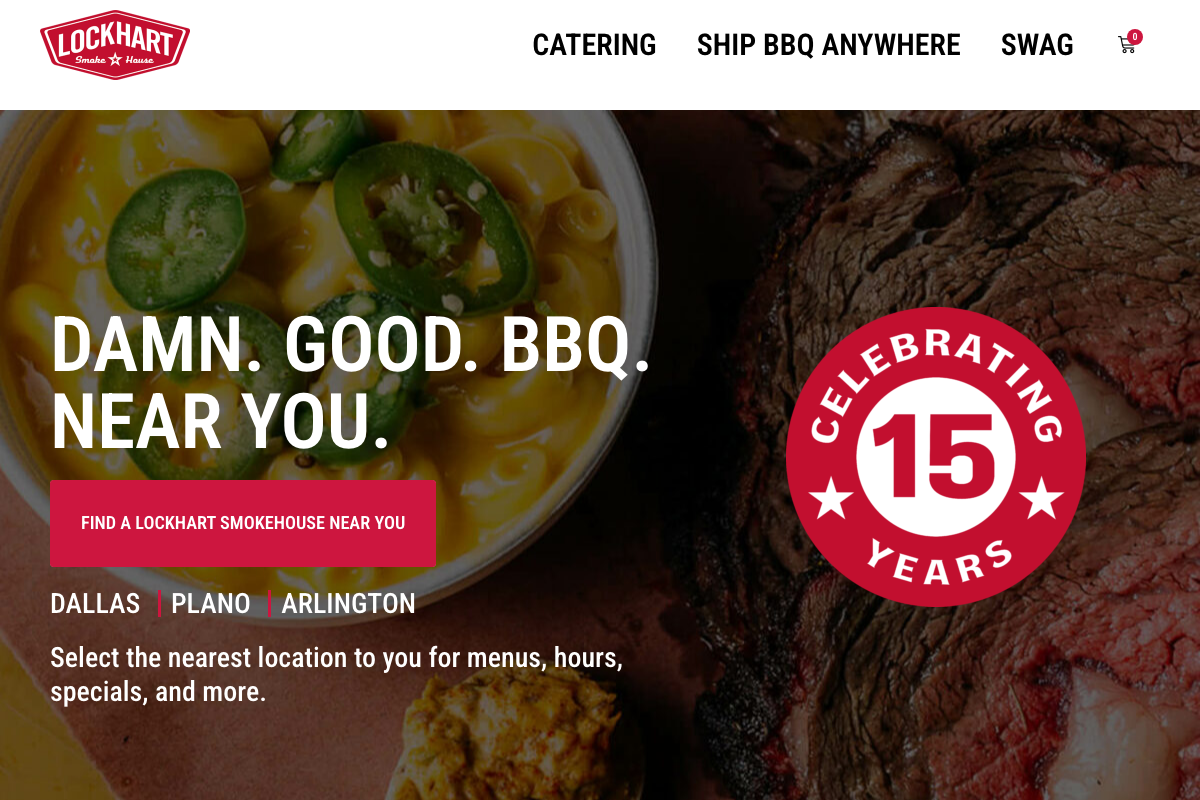 LOCKHART
Smoke House
CATERING
SHIP BBQ ANYWHERE
SWAG
0
DAMN. GOOD. BBQ.
NEAR YOU.
FIND A LOCKHART SMOKEHOUSE NEAR YOU
DALLAS
PLANO
ARLINGTON
Select the nearest location to you for menus, hours,
specials, and more.
CELEBRATING
15
YEARS